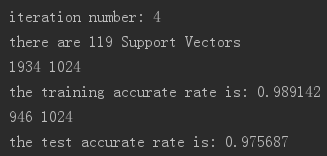 iteration number: 4
there are 119 Support Vectors
1934 1024
the training accurate rate is: 0.989142
946 1024
the test accurate rate is: 0.975687